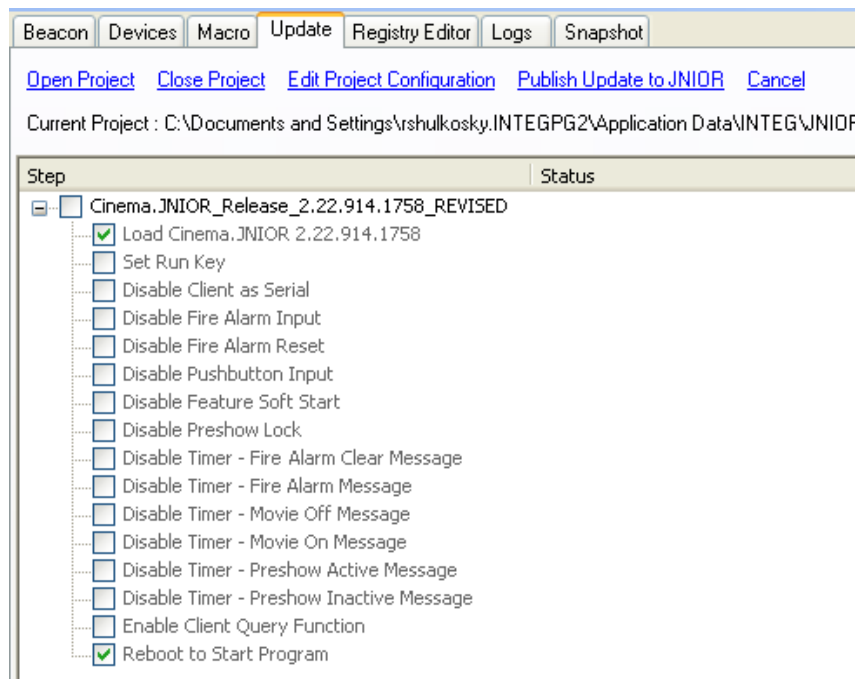 Beacon Devices Macro Update Registry Editor Logs Snapshot
Open Project Close Project Edit Project Configuration Publish Update to JNIOR Cancel
Current Project : C:\Documents and Settings\rshulkosky.INTEGPG2\Application Data\INTEG\JNIOR
Step Status
Cinema.JNIOR_Release_2.22.914.1758_REVISED
Load Cinema.JNIOR 2.22.914.1758
Set Run Key
Disable Client as Serial
Disable Fire Alarm Input
Disable Fire Alarm Reset
Disable Pushbutton Input
Disable Feature Soft Start
Disable Preshow Lock
Disable Timer - Fire Alarm Clear Message
Disable Timer - Fire Alarm Message
Disable Timer - Movie Off Message
Disable Timer - Movie On Message
Disable Timer - Preshow Active Message
Disable Timer - Preshow Inactive Message
Enable Client Query Function
Reboot to Start Program